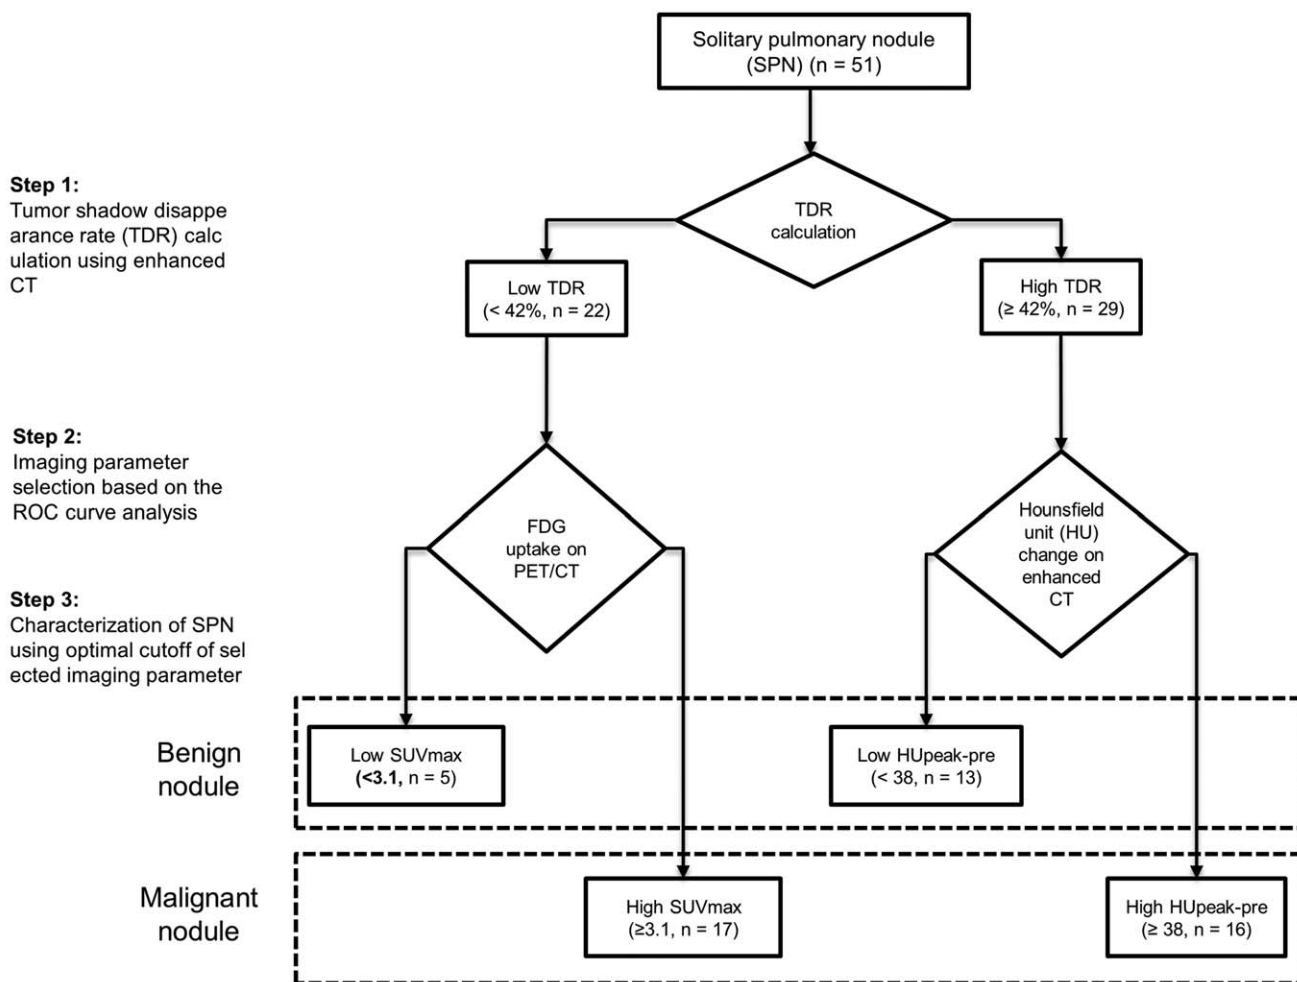 Solitary pulmonary nodule
(SPN) (n = 51)
Step 1:
Tumor shadow disappe
arance rate (TDR) calc
ulation using enhanced
CT
TDR
calculation
Low TDR
(< 42%, n = 22)
High TDR
(≥ 42%, n = 29)
Step 2:
Imaging parameter
selection based on the
ROC curve analysis
FDG
uptake on
PET/CT
Hounsfield
unit (HU)
change on
enhanced
CT
Step 3:
Characterization of SPN
using optimal cutoff of sel
ected imaging parameter
Benign
nodule
Low SUVmax
(<3.1, n = 5)
Low HUpeak-pre
(< 38, n = 13)
Malignant
nodule
High SUVmax
(≥3.1, n = 17)
High HUpeak-pre
(≥ 38, n = 16)